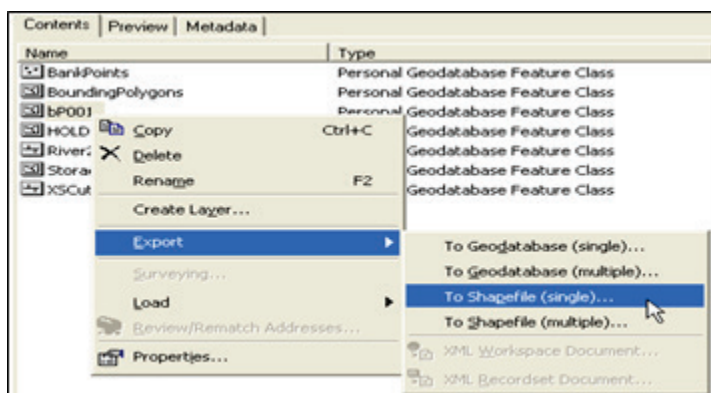 Contents Preview Metadata
Name Type
BankPoints Personal Geodatabase Feature Class
BoundingPolygons Personal Geodatabase Feature Class
bP001 Personal Geodatabase Feature Class
HOLD Geodatabase Feature Class
River2 Geodatabase Feature Class
Stora Geodatabase Feature Class
XSCut Geodatabase Feature Class
Copy Ctrl+C
Delete
Rename F2
Create Layer...
Export
Surveying...
Load
Review/Rematch Addresses...
Properties...
To Geodatabase (single)...
To Geodatabase (multiple)...
To Shapefile (single)...
To Shapefile (multiple)...
XML Workspace Document...
XML Recordset Document...